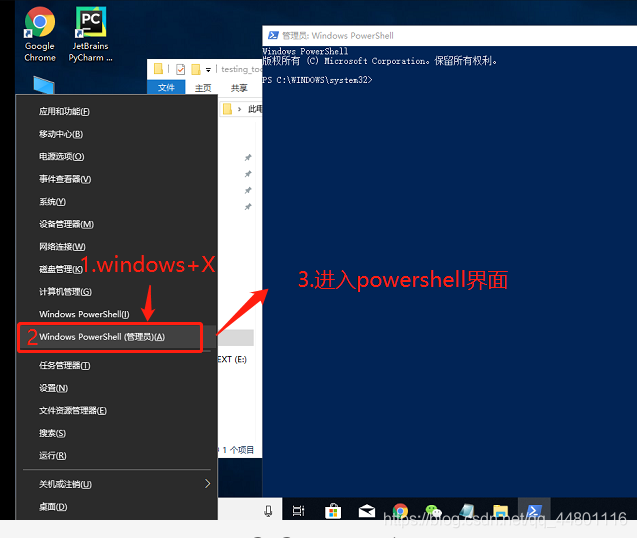 Google
Chrome
JetBrains
PyCharm ...
管理员: Windows PowerShell
Windows PowerShell
版权所有 (C) Microsoft Corporation。保留所有权利。
PS C:\WINDOWS\system32>
testing_too
文件
主页
共享
此电
应用和功能(F)
移动中心(B)
电源选项(O)
事件查看器(V)
系统(Y)
设备管理器(M)
网络连接(W)
磁盘管理(K)
1.windows+X
计算机管理(G)
3.进入powershell界面
Windows PowerShell(I)
2
Windows PowerShell (管理员)(A)
EXT (E:)
任务管理器(T)
设置(N)
文件资源管理器(E)
搜索(S)
1 个项目
运行(R)
关机或注销(U)
桌面(D)
https://blog.csdn.net/qq_44801116